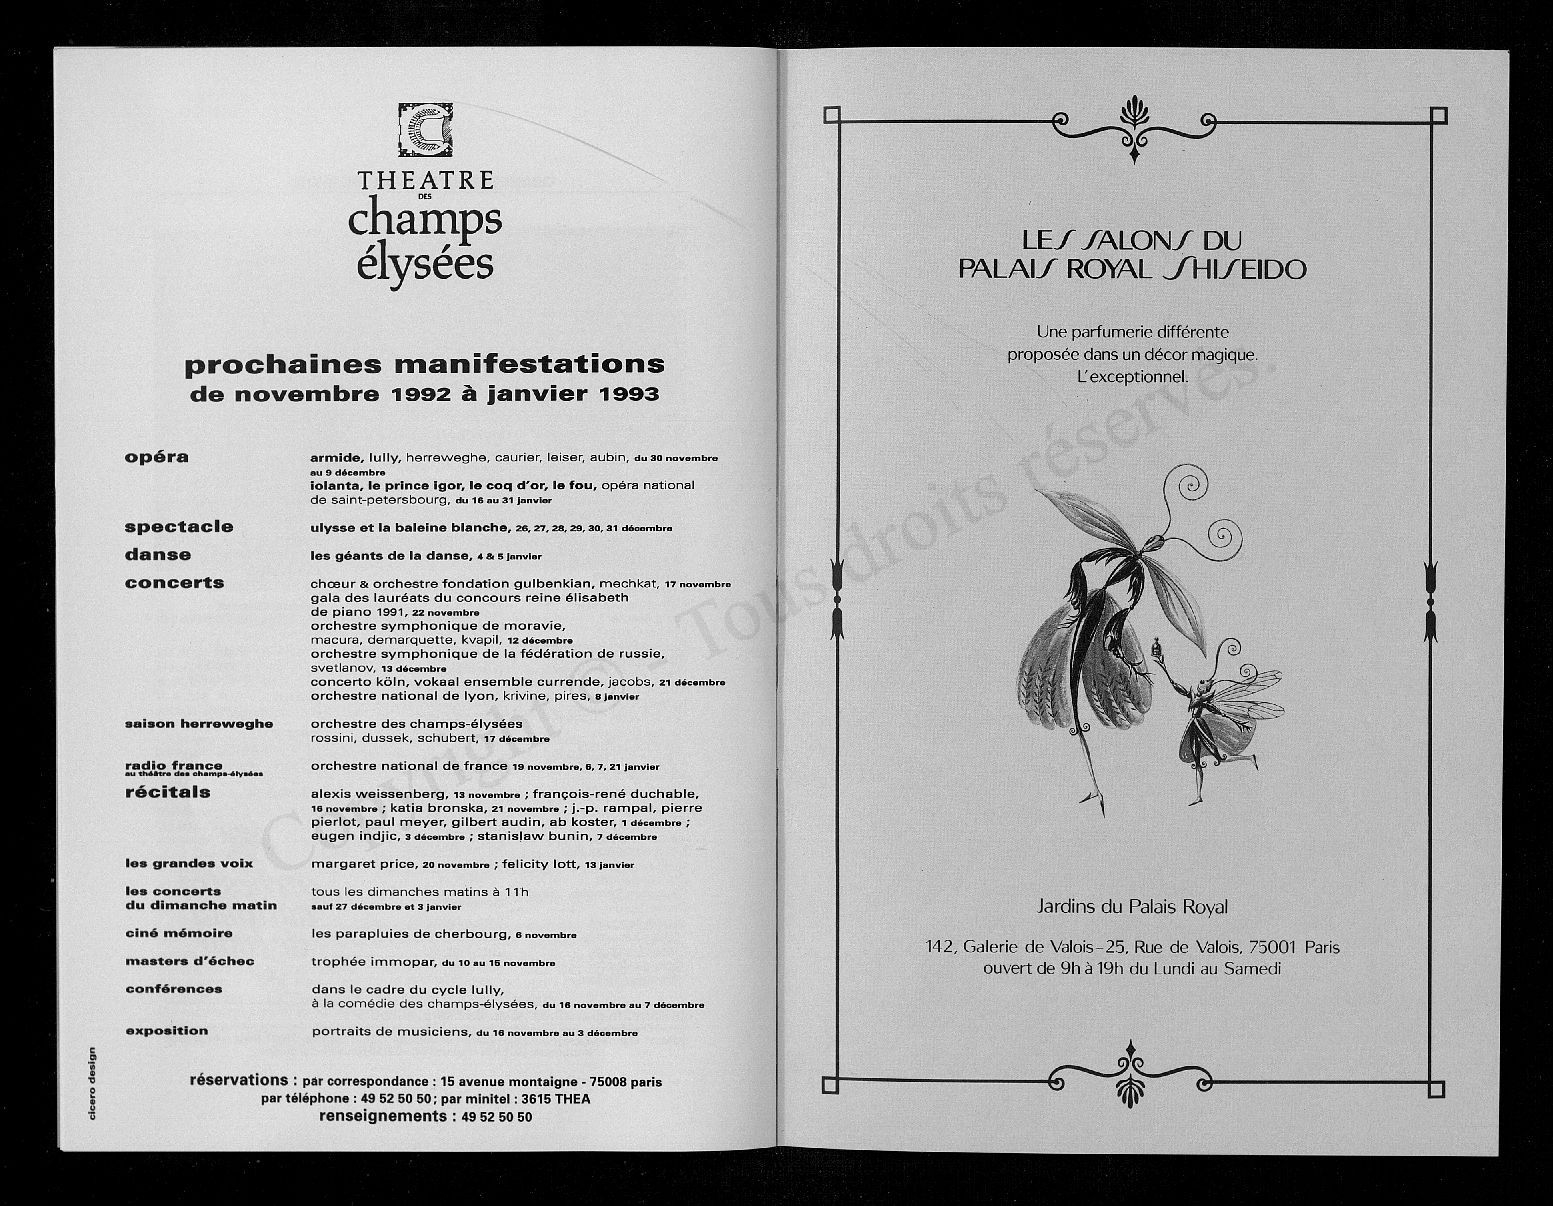 THEATRE
DES
champs
élysées
prochaines manifestations
de novembre 1992 à janvier 1993
opéra
armide, lully, herreweghe, caurier, leiser, aubin, du 30 novembre
au 9 décembre
iolanta, le prince igor, le coq d'or, le fou, opéra national
de saint-petersbourg, du 16 au 31 janvier
spectacle
ulysse et la baleine blanche, 26, 27, 28, 29, 30, 31 décembre
danse
les géants de la danse, 4 & 5 janvier
concerts
chœur & orchestre fondation gulbenkian, mechkat, 17 novembre
gala des lauréats du concours reine élisabeth
de piano 1991, 22 novembre
orchestre symphonique de moravie,
macura, demarquette, kvapil, 12 décembre
orchestre symphonique de la fédération de russie,
svetlanov, 13 décembre
concerto köln, vokaal ensemble currende, jacobs, 21 décembre
orchestre national de lyon, krivine, pires, 8 janvier
saison herreweghe
orchestre des champs-élysées
rossini, dussek, schubert, 17 décembre
radio france
au théâtre des champs-élysées
orchestre national de france 19 novembre, 6, 7, 21 janvier
récitals
alexis weissenberg, 13 novembre ; françois-rené duchable,
16 novembre ; katia bronska, 21 novembre ; j.-p. rampal, pierre
pierlot, paul meyer, gilbert audin, ab koster, 1 décembre ;
eugen indjic, 3 décembre ; stanislaw bunin, 7 décembre
les grandes voix
margaret price, 20 novembre ; felicity lott, 13 janvier
les concerts
du dimanche matin
tous les dimanches matins à 11h
sauf 27 décembre et 3 janvier
ciné mémoire
les parapluies de cherbourg, 6 novembre
masters d'échec
trophée immopar, du 10 au 15 novembre
conférences
dans le cadre du cycle lully,
à la comédie des champs-élysées, du 16 novembre au 7 décembre
exposition
portraits de musiciens, du 16 novembre au 3 décembre
réservations : par correspondance : 15 avenue montaigne - 75008 paris
par téléphone : 49 52 50 50 ; par minitel : 3615 THEA
renseignements : 49 52 50 50
cicero design
LES SALONS DU
PALAIS ROYAL SHISEIDO
Une parfumerie différente
proposée dans un décor magique.
L'exceptionnel.
Jardins du Palais Royal
142, Galerie de Valois-25, Rue de Valois, 75001 Paris
ouvert de 9h à 19h du Lundi au Samedi
Copyright © - Tous droits réservés.